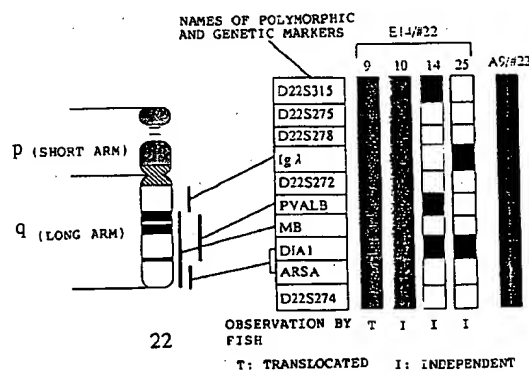 NAMES OF POLYMORPHIC
AND GENETIC MARKERS
E14/#22
9 10 14 25 A9/#22
D22S315
D22S275
D22S278
Igλ
D22S272
PVALB
MB
DIA1
ARSA
D22S274
p (SHORT ARM)
q (LONG ARM)
22
OBSERVATION BY
FISH
T I I I
T: TRANSLOCATED I: INDEPENDENT